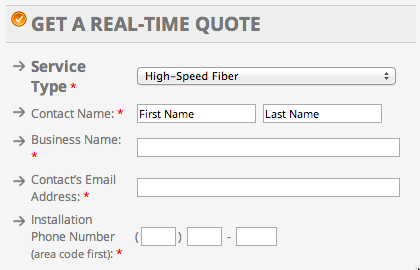 GET A REAL-TIME QUOTE
Service
Type *
High-Speed Fiber
Contact Name: *
First Name
Last Name
Business Name:
*
Contact's Email
Address: *
Installation
Phone Number
(area code first): *
( ) -